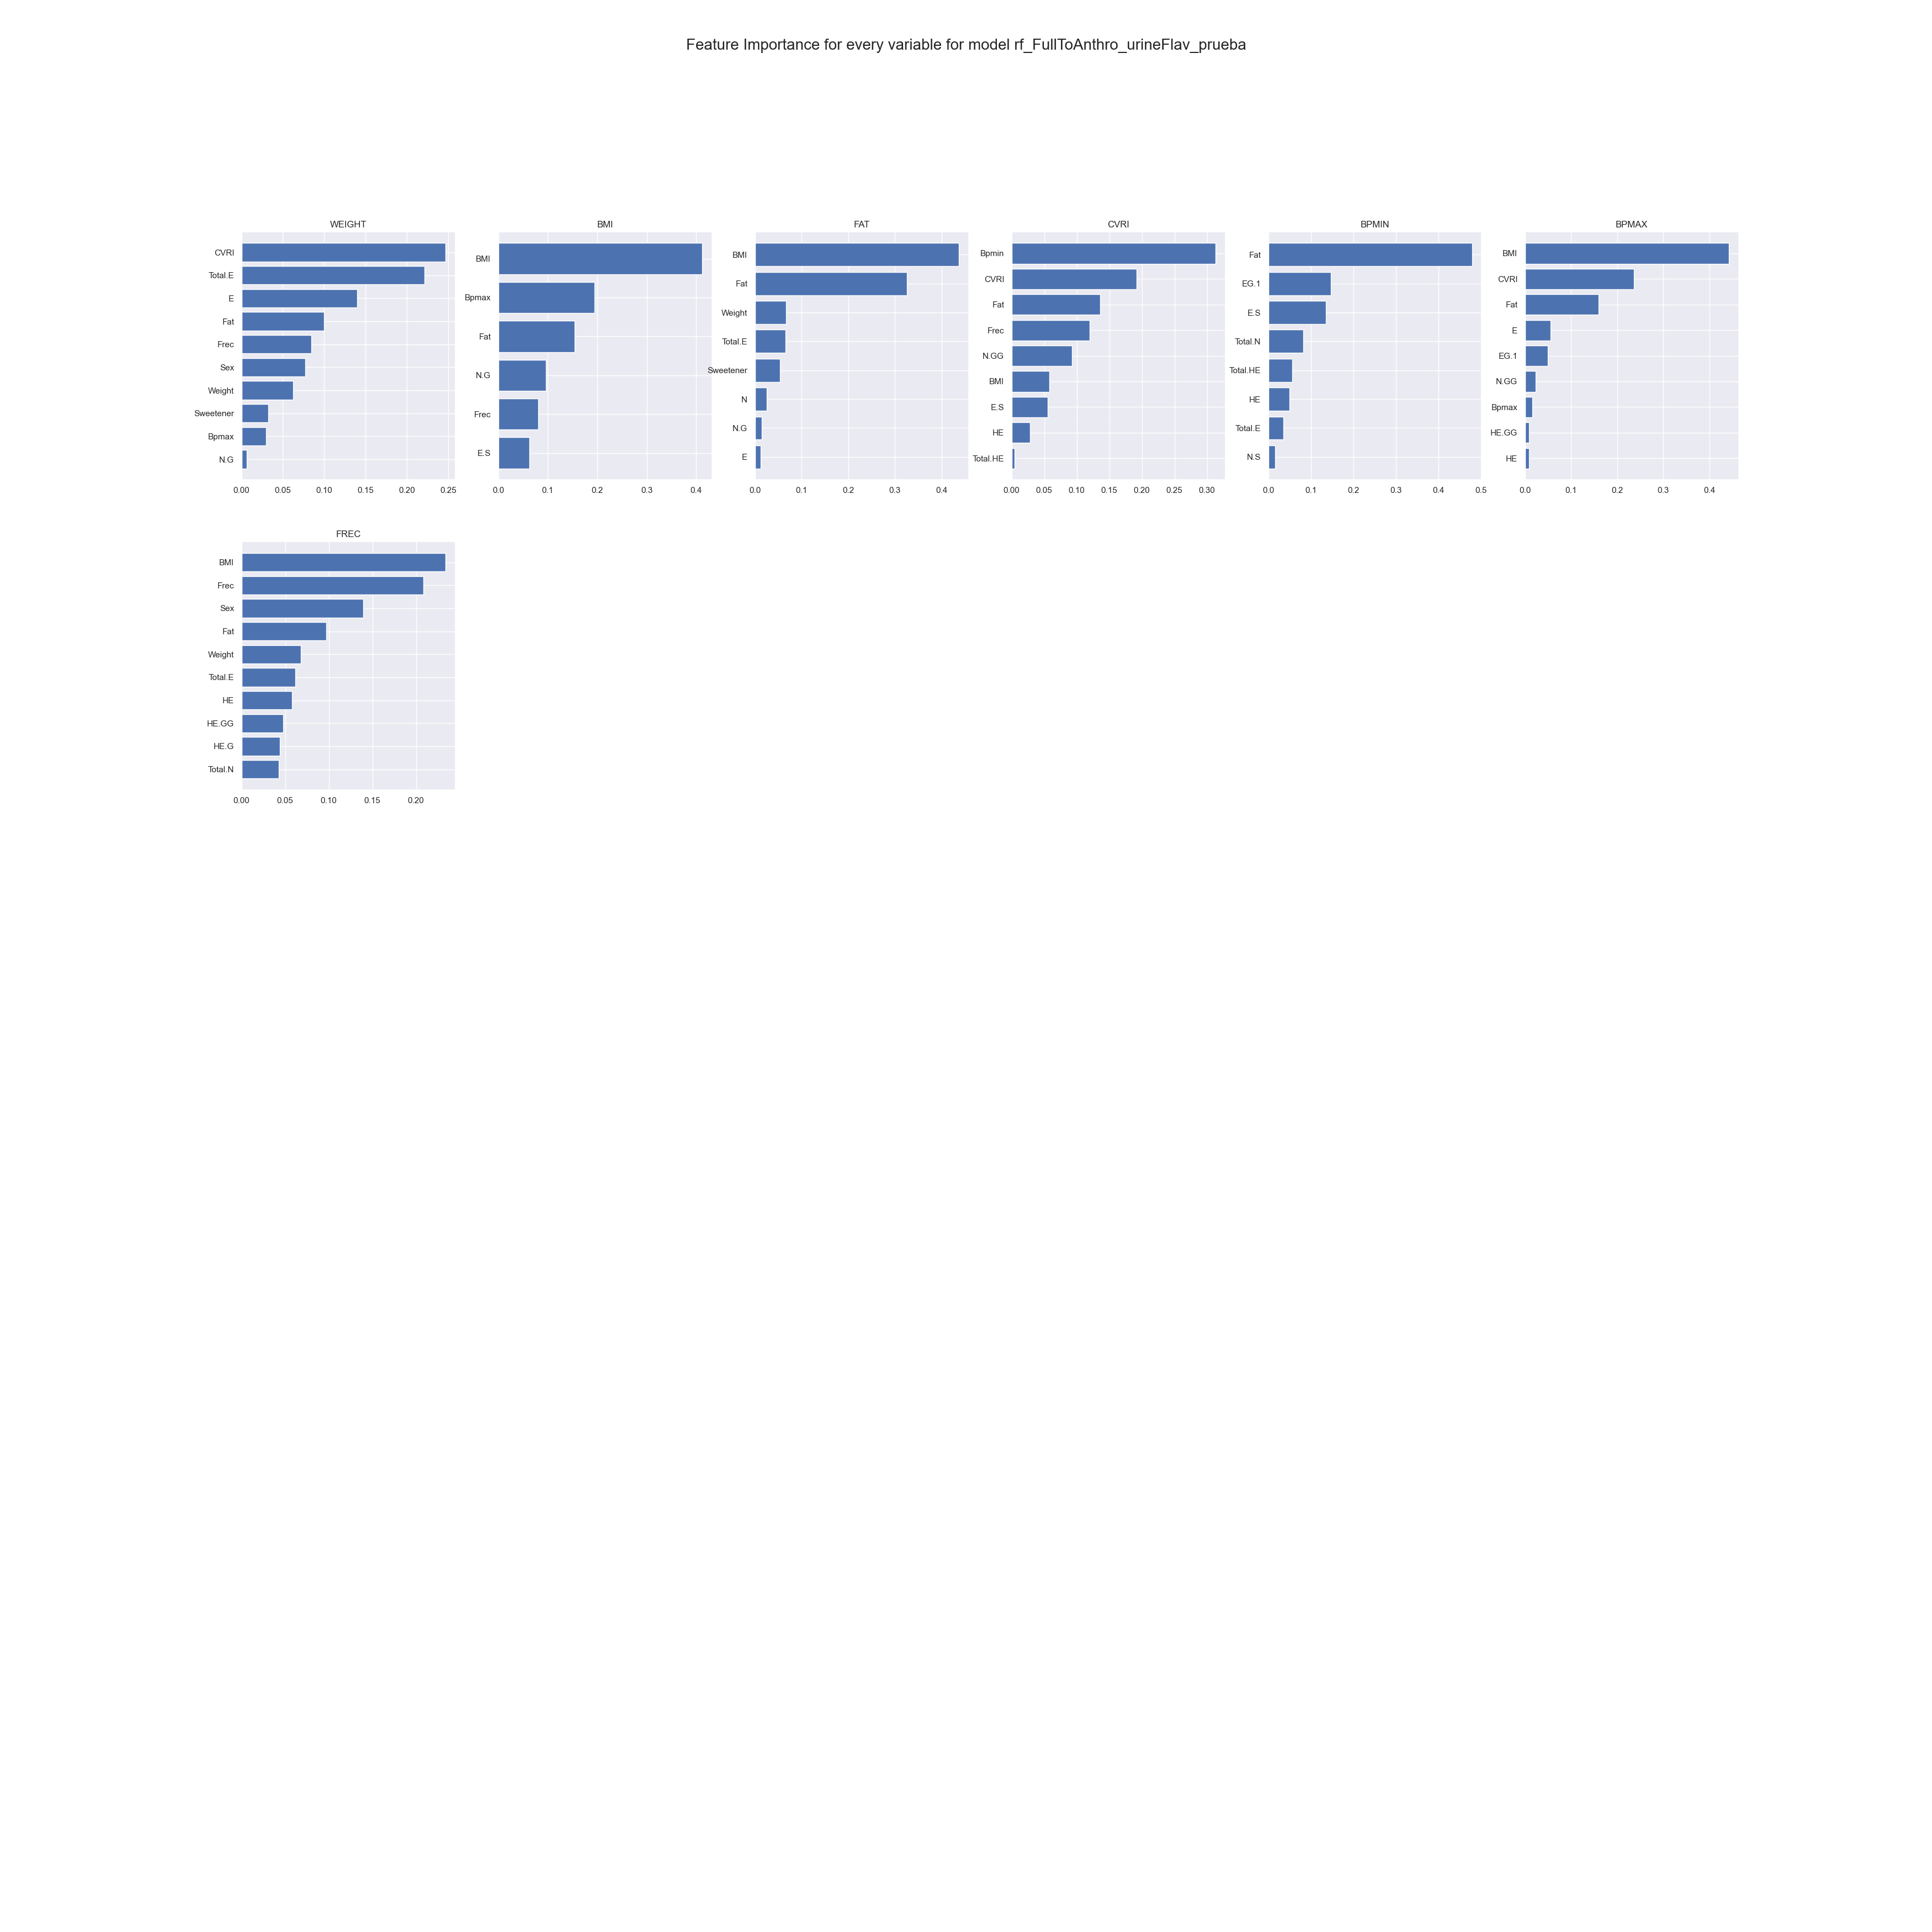 Feature Importance for every variable for model rf_FullToAnthro_urineFlav_prueba
WEIGHT
CVRI
Total.E
E
Fat
Frec
Sex
Weight
Sweetener
Bpmax
N.G
0.00 0.05 0.10 0.15 0.20 0.25
BMI
BMI
Bpmax
Fat
N.G
Frec
E.S
0.0 0.1 0.2 0.3 0.4
FAT
BMI
Fat
Weight
Total.E
Sweetener
N
N.G
E
0.0 0.1 0.2 0.3 0.4
CVRI
Bpmin
CVRI
Fat
Frec
N.GG
BMI
E.S
HE
Total.HE
0.00 0.05 0.10 0.15 0.20 0.25 0.30
BPMIN
Fat
EG.1
E.S
Total.N
Total.HE
HE
Total.E
N.S
0.0 0.1 0.2 0.3 0.4 0.5
BPMAX
BMI
CVRI
Fat
E
EG.1
N.GG
Bpmax
HE.GG
HE
0.0 0.1 0.2 0.3 0.4
FREC
BMI
Frec
Sex
Fat
Weight
Total.E
HE
HE.GG
HE.G
Total.N
0.00 0.05 0.10 0.15 0.20